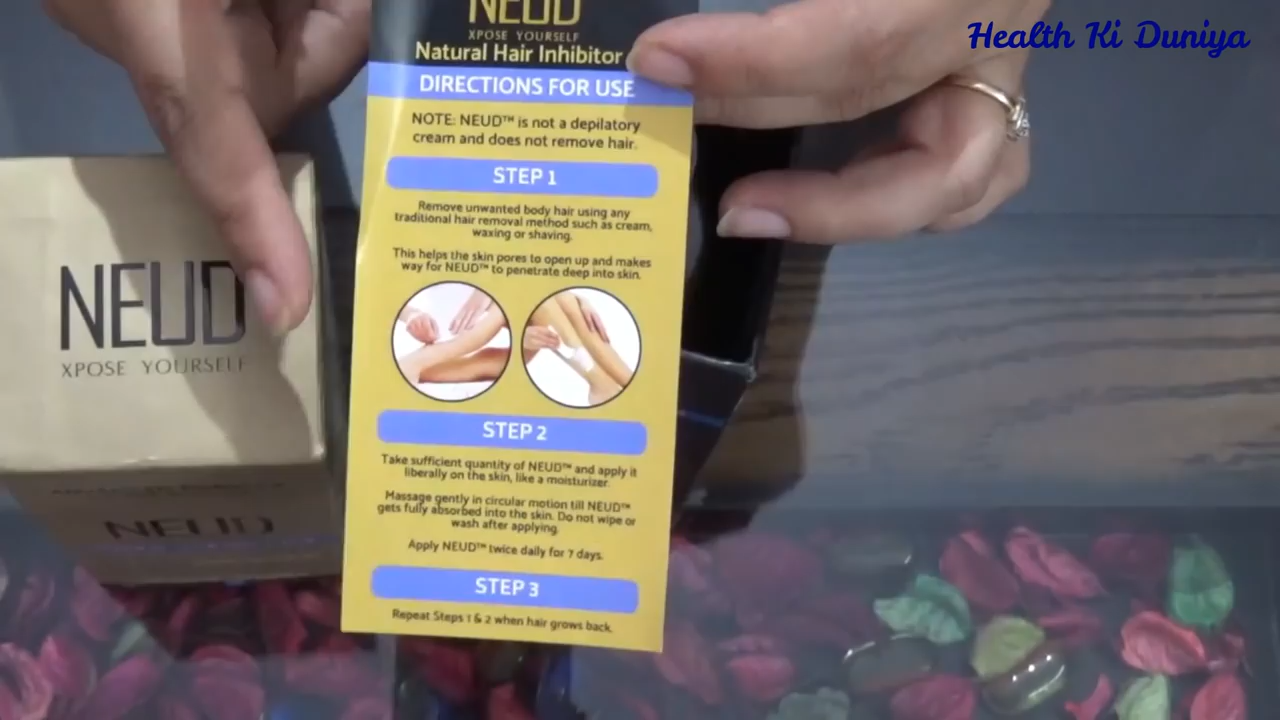 Health Ki Duniya
NEUD
XPOSE YOURSELF
Natural Hair Inhibitor
DIRECTIONS FOR USE
NOTE: NEUD™ is not a depilatory
cream and does not remove hair.
STEP 1
Remove unwanted body hair using any
traditional hair removal method such as cream,
waxing or shaving.
This helps the skin pores to open up and makes
way for NEUD™ to penetrate deep into skin.
STEP 2
Take sufficient quantity of NEUD™ and apply it
liberally on the skin, like a moisturizer.
Massage gently in circular motion till NEUD™
gets fully absorbed into the skin. Do not wipe or
wash after applying.
Apply NEUD™ twice daily for 7 days.
STEP 3
Repeat Steps 1 & 2 when hair grows back.
NEUD
XPOSE YOURSELF
NEUD